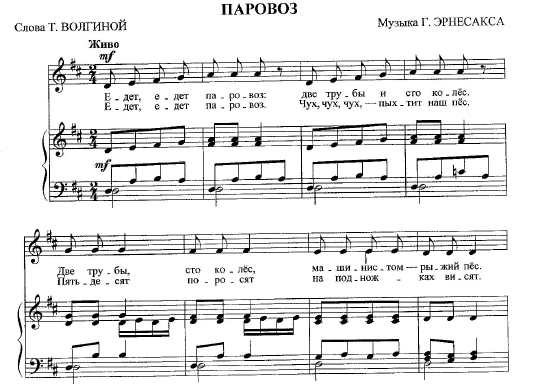 ПАРОВОЗ
Слова Т. ВОЛГИНОЙ
Музыка Г. ЭРНЕСАКСА
Живо
mf
Е - дет, е - дет па - ро - воз: две тру - бы и сто ко - лёс.
Е - дет, е - дет па - ро - воз. Чух, чух, чух, — пых - тит наш пёс.
mf
Две тру - бы, сто ко - лёс, ма - ши - нис - том — ры - жий пёс.
Пять - де - сят по - ро - сят на под - нож - ках ви - сят.